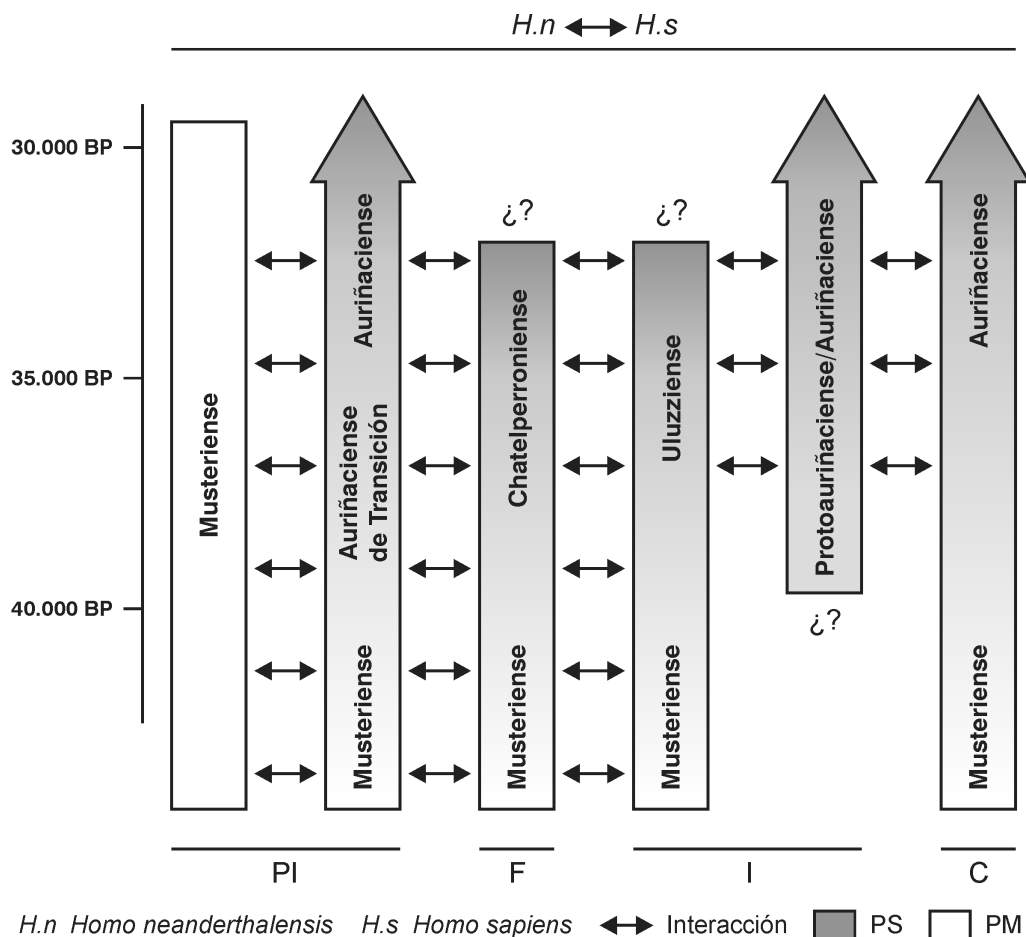 H.n ↔ H.s
30.000 BP
35.000 BP
40.000 BP
Musteriense
Auriñaciense
Auriñaciense
de Transición
Musteriense
¿?
Chatelperroniense
Musteriense
¿?
Uluzziense
Musteriense
Protoauriñaciense/Auriñaciense
¿?
Auriñaciense
Musteriense
PI
F
I
C
H.n Homo neanderthalensis H.s Homo sapiens ↔ Interacción PS PM